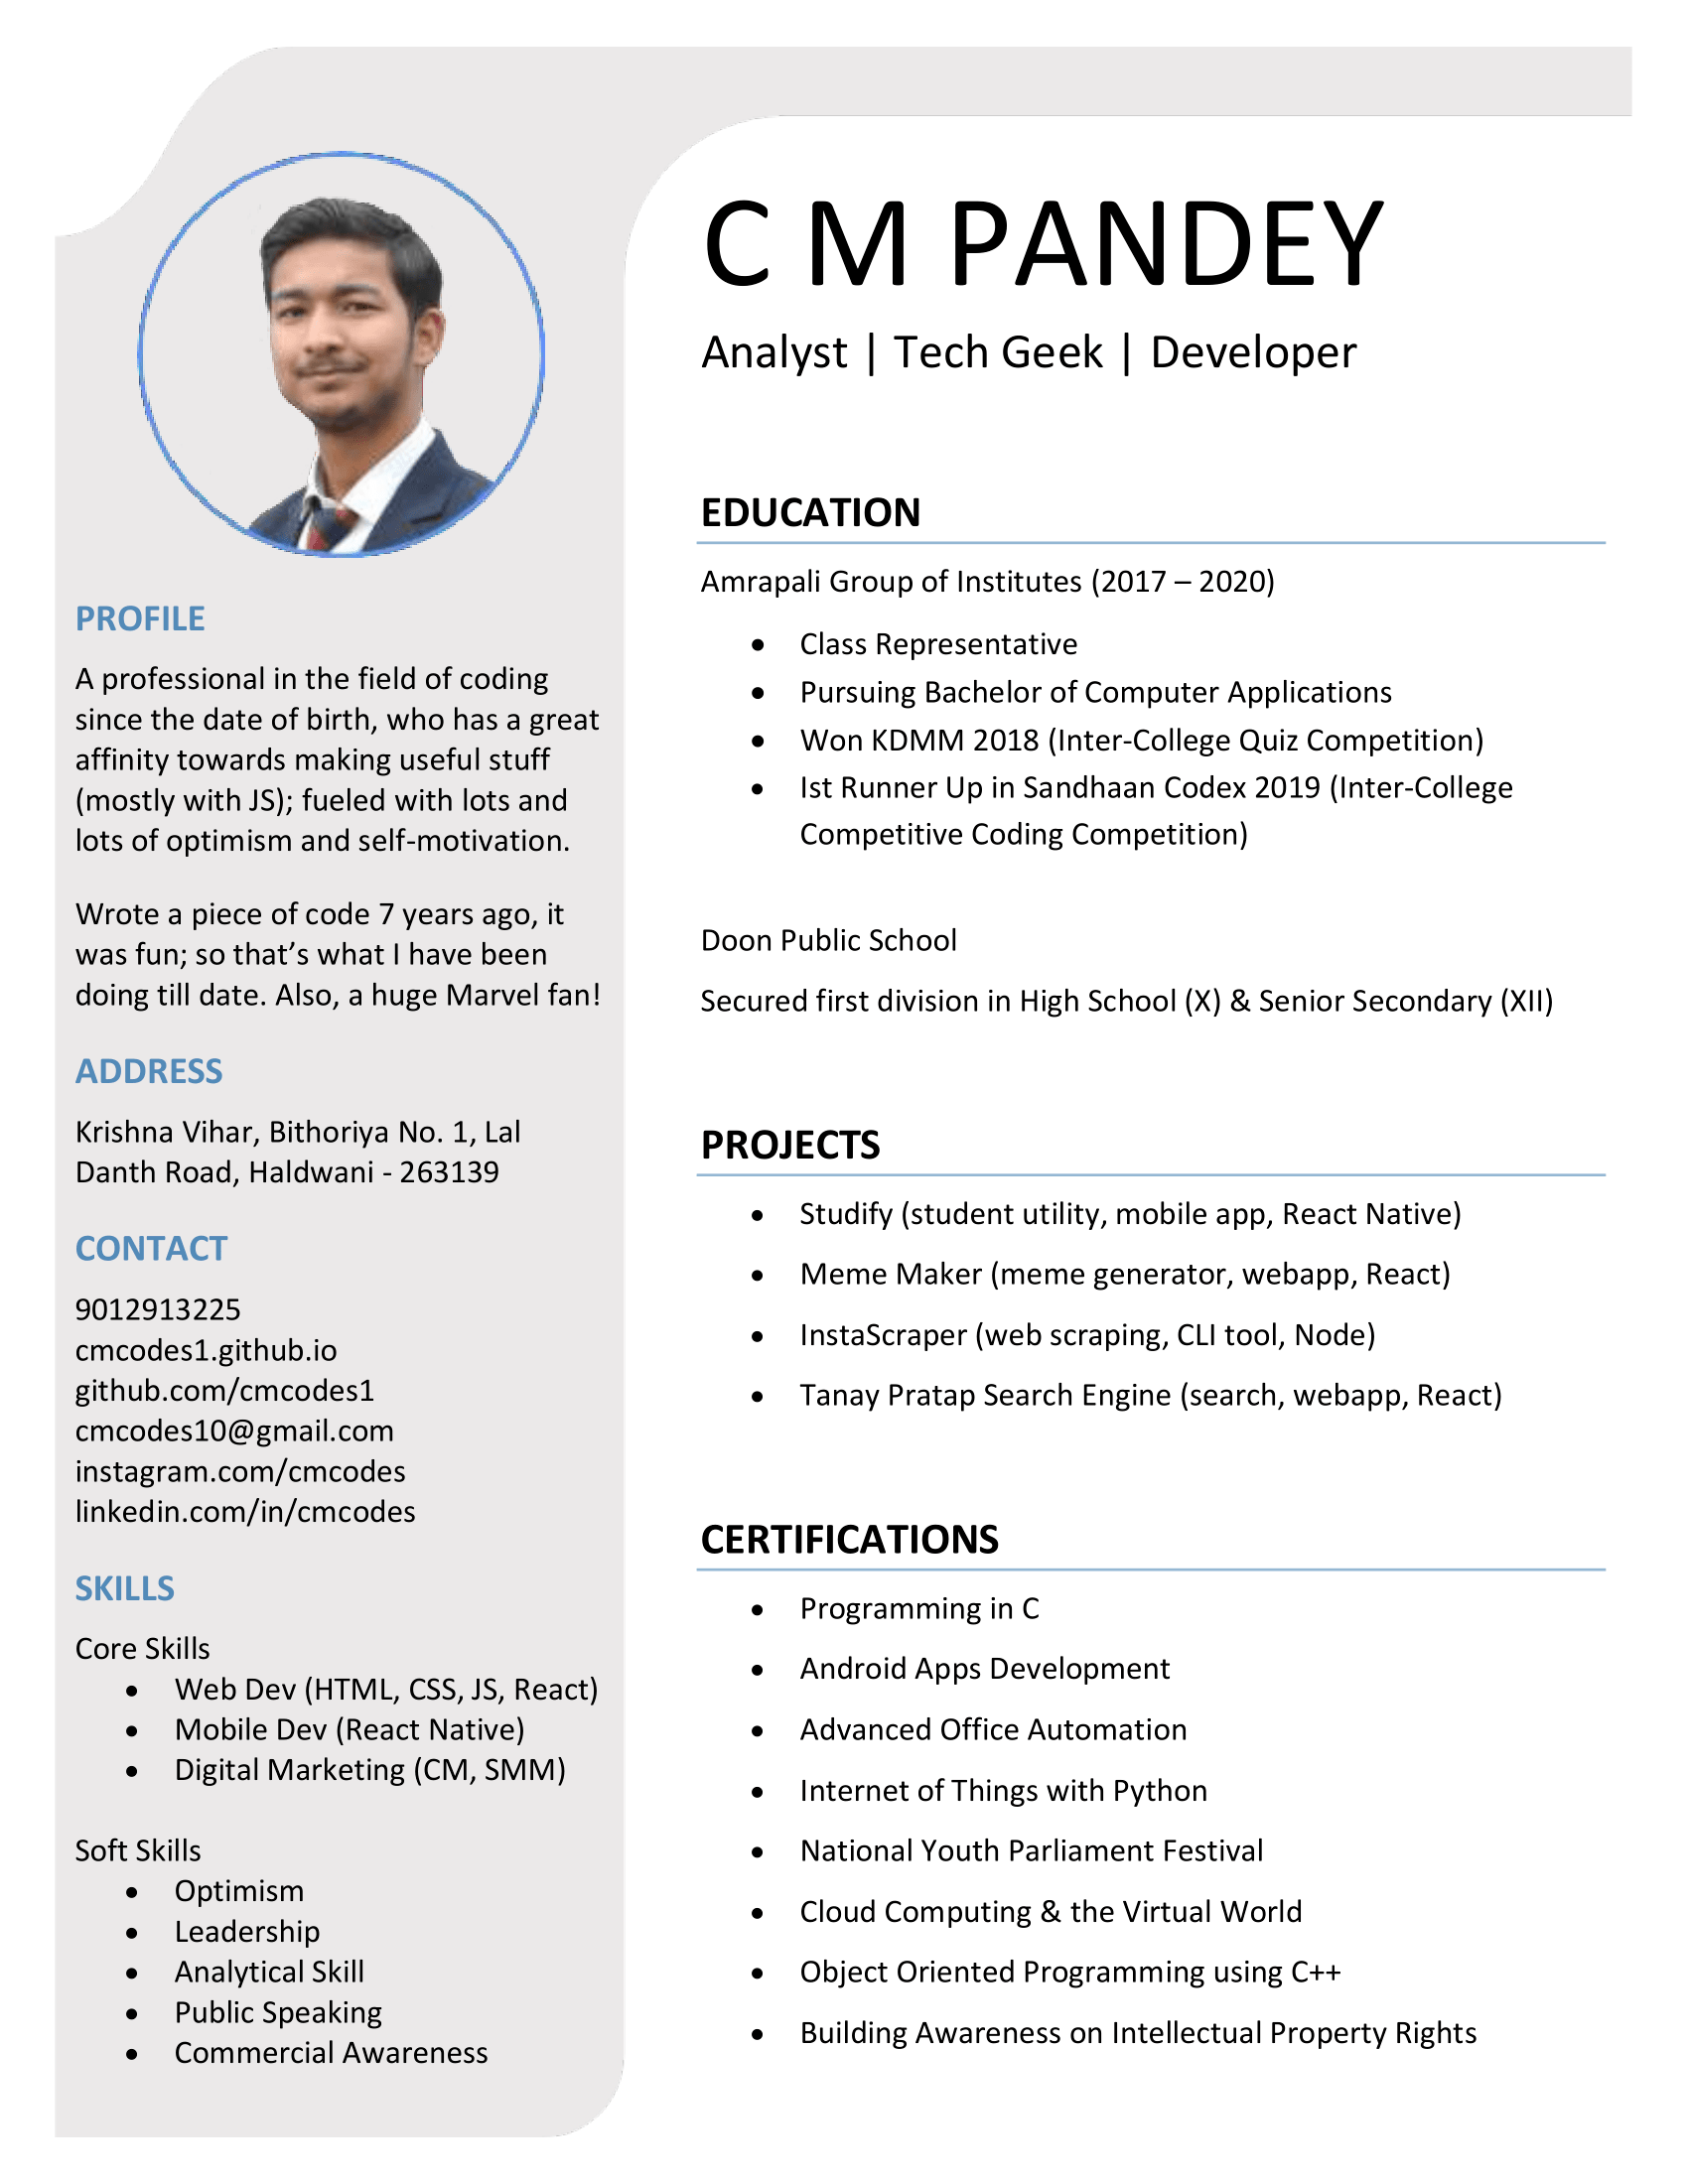 C M PANDEY
Analyst | Tech Geek | Developer
PROFILE
A professional in the field of coding
since the date of birth, who has a great
affinity towards making useful stuff
(mostly with JS); fueled with lots and
lots of optimism and self-motivation.
Wrote a piece of code 7 years ago, it
was fun; so that’s what I have been
doing till date. Also, a huge Marvel fan!
ADDRESS
Krishna Vihar, Bithoriya No. 1, Lal
Danth Road, Haldwani - 263139
CONTACT
9012913225
cmcodes1.github.io
github.com/cmcodes1
cmcodes10@gmail.com
instagram.com/cmcodes
linkedin.com/in/cmcodes
SKILLS
Core Skills
• Web Dev (HTML, CSS, JS, React)
• Mobile Dev (React Native)
• Digital Marketing (CM, SMM)
Soft Skills
• Optimism
• Leadership
• Analytical Skill
• Public Speaking
• Commercial Awareness
EDUCATION
Amrapali Group of Institutes (2017 – 2020)
• Class Representative
• Pursuing Bachelor of Computer Applications
• Won KDMM 2018 (Inter-College Quiz Competition)
• Ist Runner Up in Sandhaan Codex 2019 (Inter-College
Competitive Coding Competition)
Doon Public School
Secured first division in High School (X) & Senior Secondary (XII)
PROJECTS
• Studify (student utility, mobile app, React Native)
• Meme Maker (meme generator, webapp, React)
• InstaScraper (web scraping, CLI tool, Node)
• Tanay Pratap Search Engine (search, webapp, React)
CERTIFICATIONS
• Programming in C
• Android Apps Development
• Advanced Office Automation
• Internet of Things with Python
• National Youth Parliament Festival
• Cloud Computing & the Virtual World
• Object Oriented Programming using C++
• Building Awareness on Intellectual Property Rights